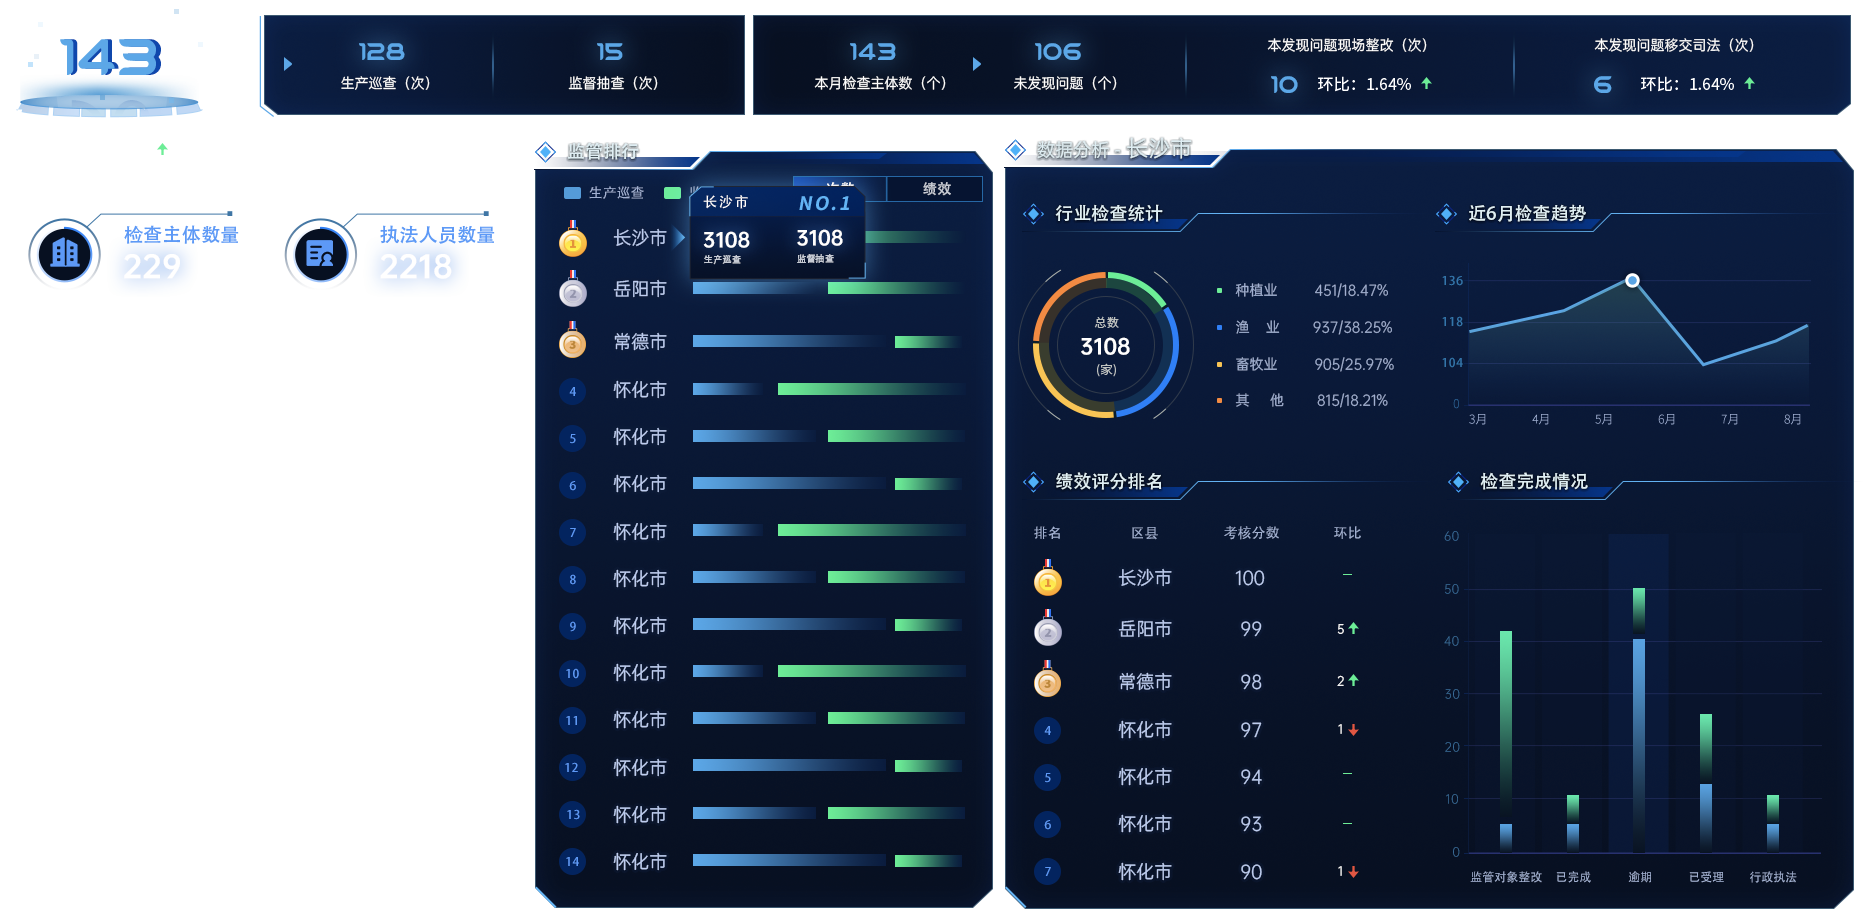 143
128
生产巡查（次）
15
监督抽查（次）
143
本月检查主体数（个）
106
未发现问题（个）
本发现问题现场整改（次）
10 环比：1.64%
本发现问题移交司法（次）
6 环比：1.64%
检查主体数量
229
执法人员数量
2218
监管排行
生产巡查
绩效
长沙市 NO.1
3108 3108
生产巡查 监督抽查
1 长沙市
2 岳阳市
3 常德市
4 怀化市
5 怀化市
6 怀化市
7 怀化市
8 怀化市
9 怀化市
10 怀化市
11 怀化市
12 怀化市
13 怀化市
14 怀化市
数据分析 - 长沙市
行业检查统计
总数
3108
(家)
种植业 451/18.47%
渔 业 937/38.25%
畜牧业 905/25.97%
其 他 815/18.21%
近6月检查趋势
136
118
104
0
3月 4月 5月 6月 7月 8月
绩效评分排名
排名 区县 考核分数 环比
1 长沙市 100 –
2 岳阳市 99 5
3 常德市 98 2
4 怀化市 97 1
5 怀化市 94 –
6 怀化市 93 –
7 怀化市 90 1
检查完成情况
60
50
40
30
20
10
0
监管对象整改 已完成 逾期 已受理 行政执法